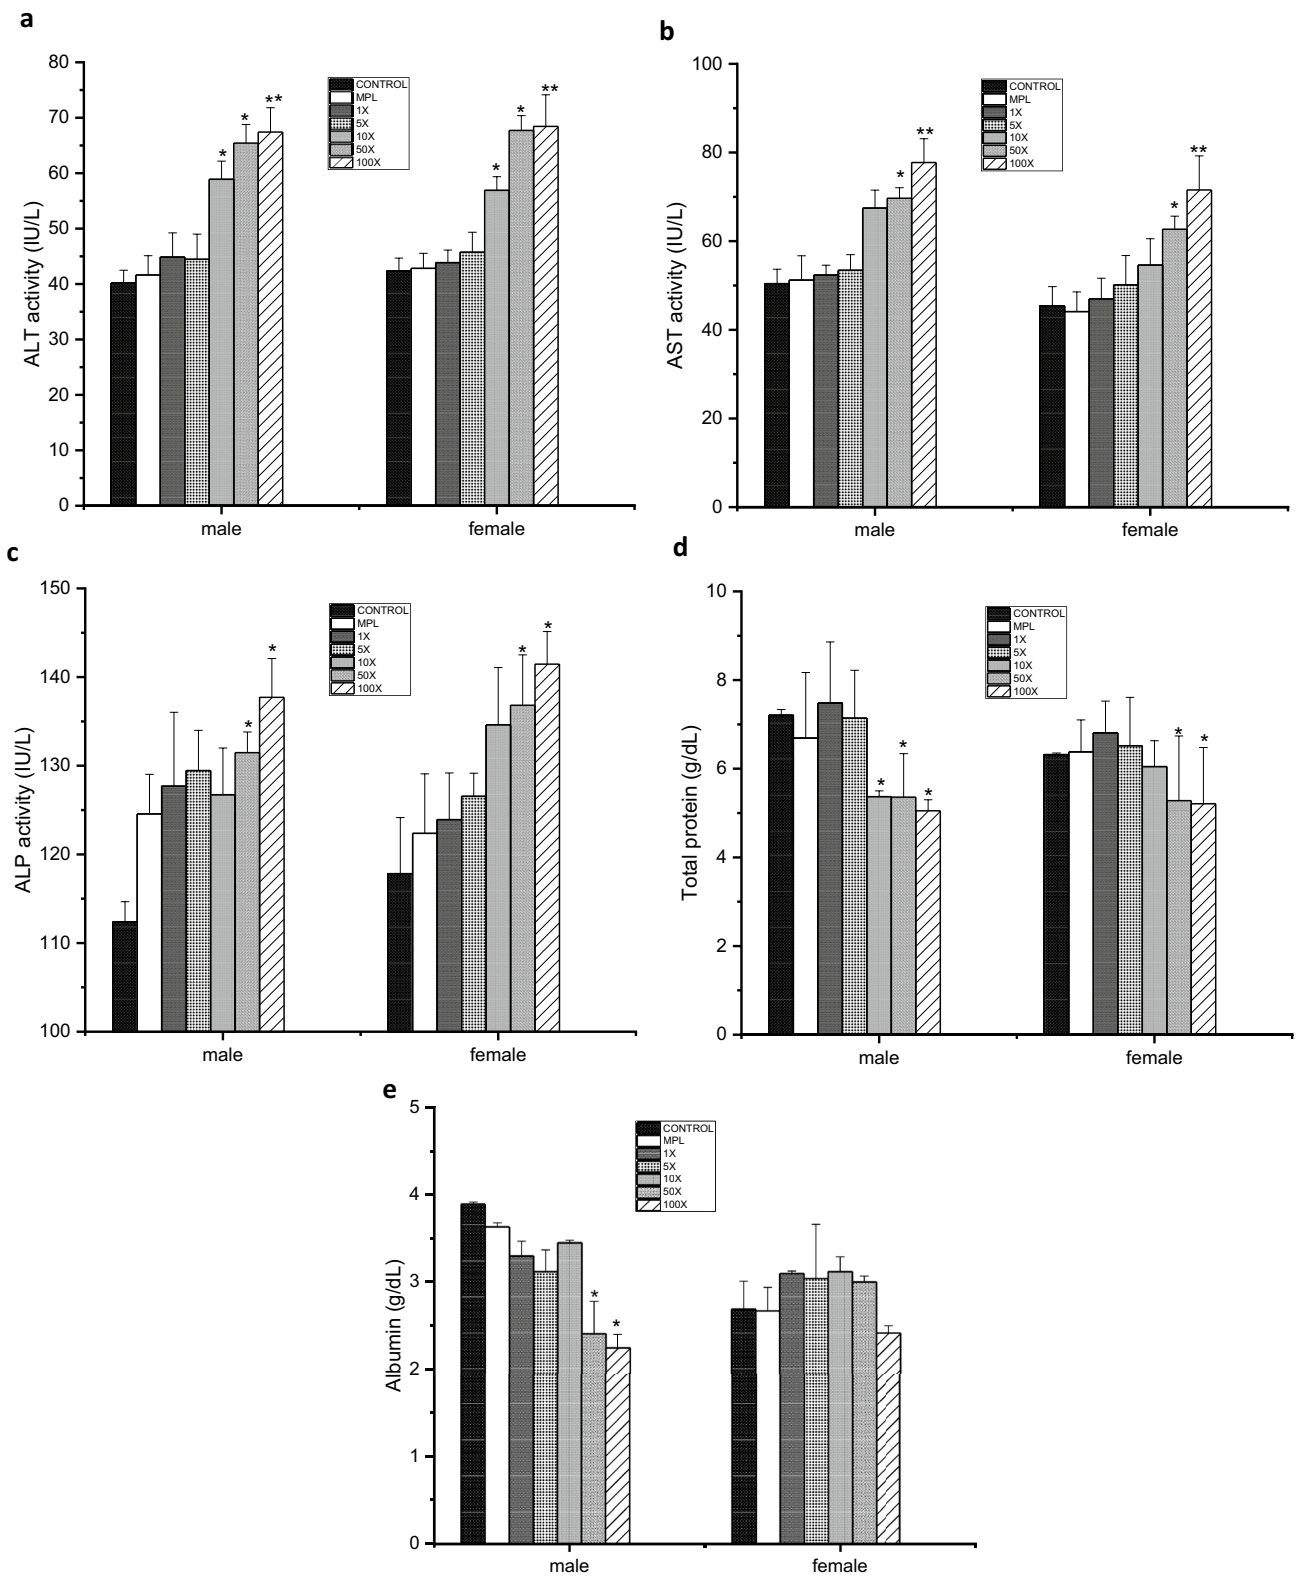 a
ALT activity (IU/L)
80
70
60
50
40
30
20
10
0
CONTROL
MPL
1X
5X
10X
50X
100X
*
*
**
*
*
**
male
female
b
AST activity (IU/L)
100
80
60
40
20
0
CONTROL
MPL
1X
5X
10X
50X
100X
*
**
*
**
male
female
c
ALP activity (IU/L)
150
140
130
120
110
100
CONTROL
MPL
1X
5X
10X
50X
100X
*
*
*
*
male
female
d
Total protein (g/dL)
10
8
6
4
2
0
CONTROL
MPL
1X
5X
10X
50X
100X
*
*
*
*
*
male
female
e
Albumin (g/dL)
5
4
3
2
1
0
CONTROL
MPL
1X
5X
10X
50X
100X
*
*
male
female